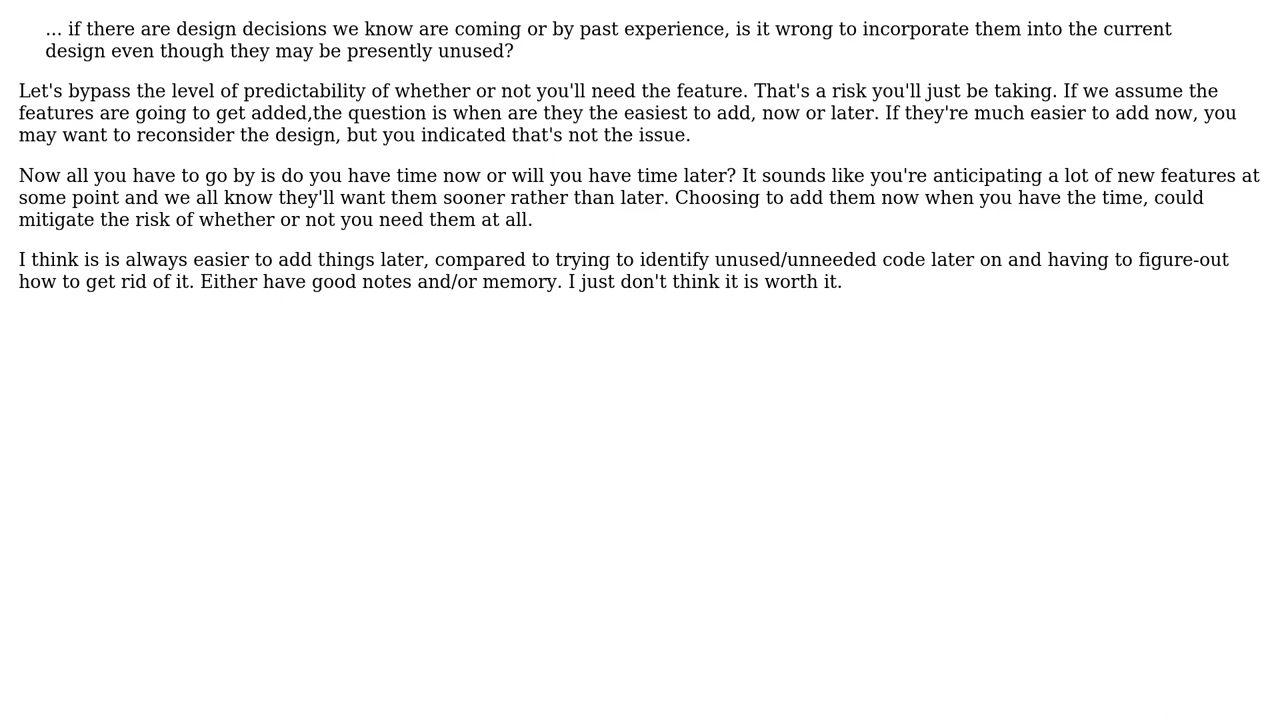 ... if there are design decisions we know are coming or by past experience, is it wrong to incorporate them into the current
design even though they may be presently unused?
Let's bypass the level of predictability of whether or not you'll need the feature. That's a risk you'll just be taking. If we assume the
features are going to get added,the question is when are they the easiest to add, now or later. If they're much easier to add now, you
may want to reconsider the design, but you indicated that's not the issue.
Now all you have to go by is do you have time now or will you have time later? It sounds like you're anticipating a lot of new features at
some point and we all know they'll want them sooner rather than later. Choosing to add them now when you have the time, could
mitigate the risk of whether or not you need them at all.
I think is is always easier to add things later, compared to trying to identify unused/unneeded code later on and having to figure-out
how to get rid of it. Either have good notes and/or memory. I just don't think it is worth it.